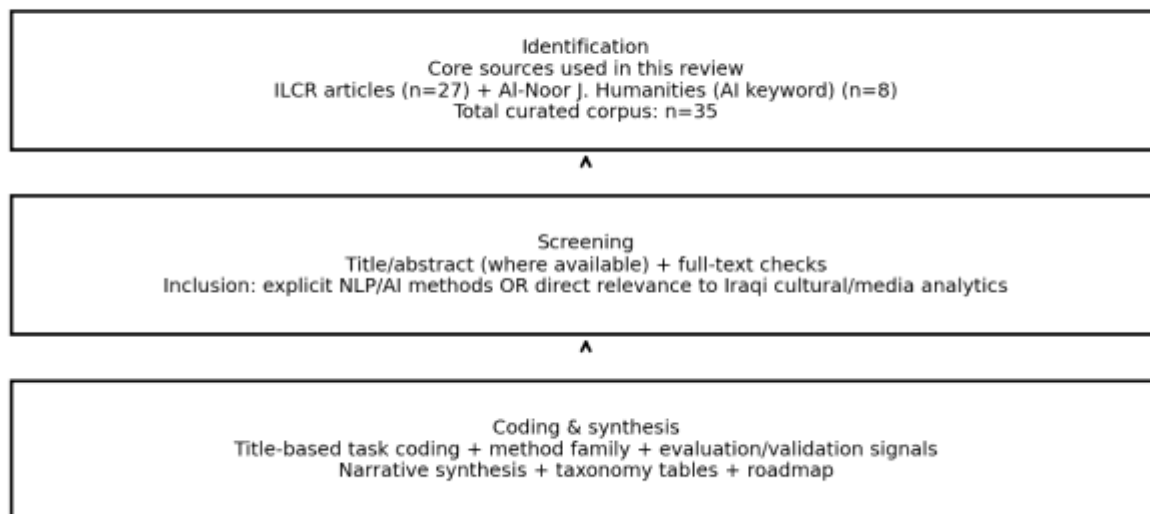 Identification
Core sources used in this review
ILCR articles (n=27) + Al-Noor J. Humanities (AI keyword) (n=8)
Total curated corpus: n=35
Screening
Title/abstract (where available) + full-text checks
Inclusion: explicit NLP/AI methods OR direct relevance to Iraqi cultural/media analytics
Coding & synthesis
Title-based task coding + method family + evaluation/validation signals
Narrative synthesis + taxonomy tables + roadmap